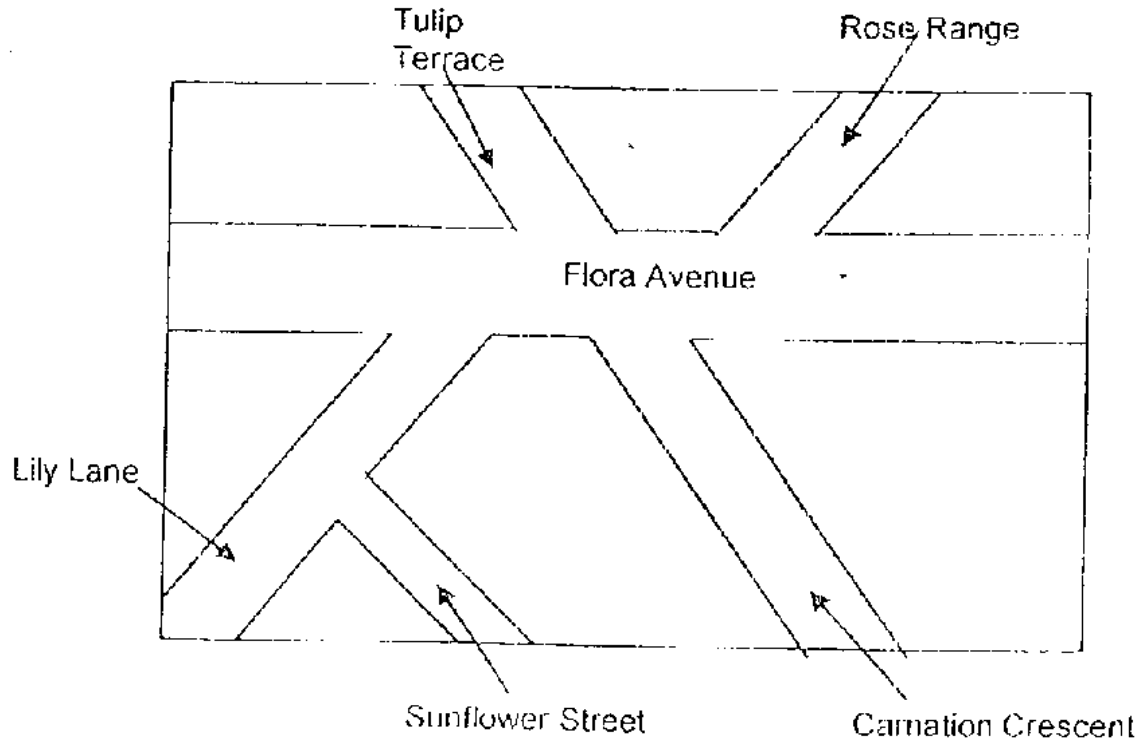 Tulip
Terrace
Rose Range
Flora Avenue
Lily Lane
Sunflower Street
Carnation Crescent